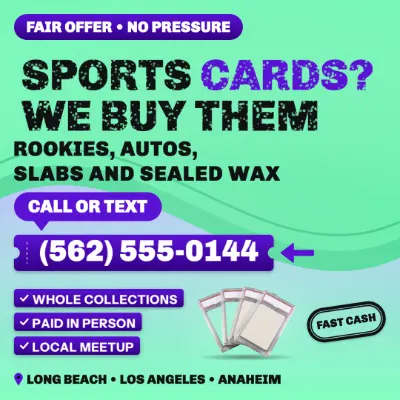 FAIR OFFER • NO PRESSURE
SPORTS CARDS?
WE BUY THEM
ROOKIES, AUTOS,
SLABS AND SEALED WAX
CALL OR TEXT
(562) 555-0144
WHOLE COLLECTIONS
PAID IN PERSON
LOCAL MEETUP
FAST CASH
LONG BEACH • LOS ANGELES • ANAHEIM